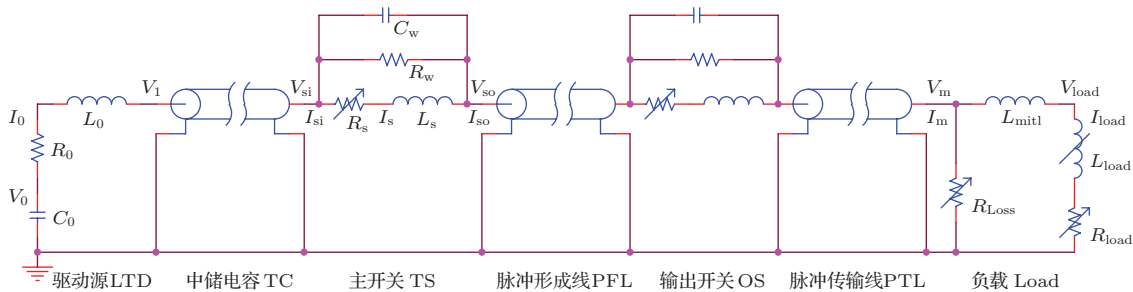 C_w
R_w
V_1
V_si
V_so
V_m
V_load
I_0
L_0
I_si
R_s
I_s
L_s
I_so
I_m
L_mitl
I_load
R_0
L_load
V_0
C_0
R_Loss
R_load
驱动源LTD 中储电容 TC 主开关 TS 脉冲形成线PFL 输出开关 OS 脉冲传输线PTL 负载 Load